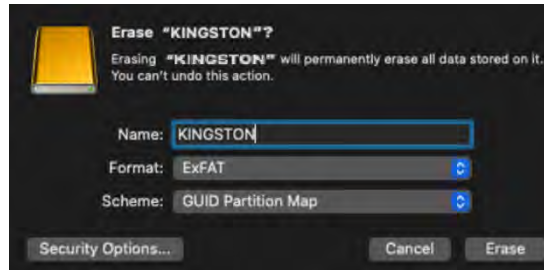 Erase “KINGSTON”?
Erasing “KINGSTON” will permanently erase all data stored on it.
You can’t undo this action.
Name: KINGSTON
Format: ExFAT
Scheme: GUID Partition Map
Security Options... Cancel Erase